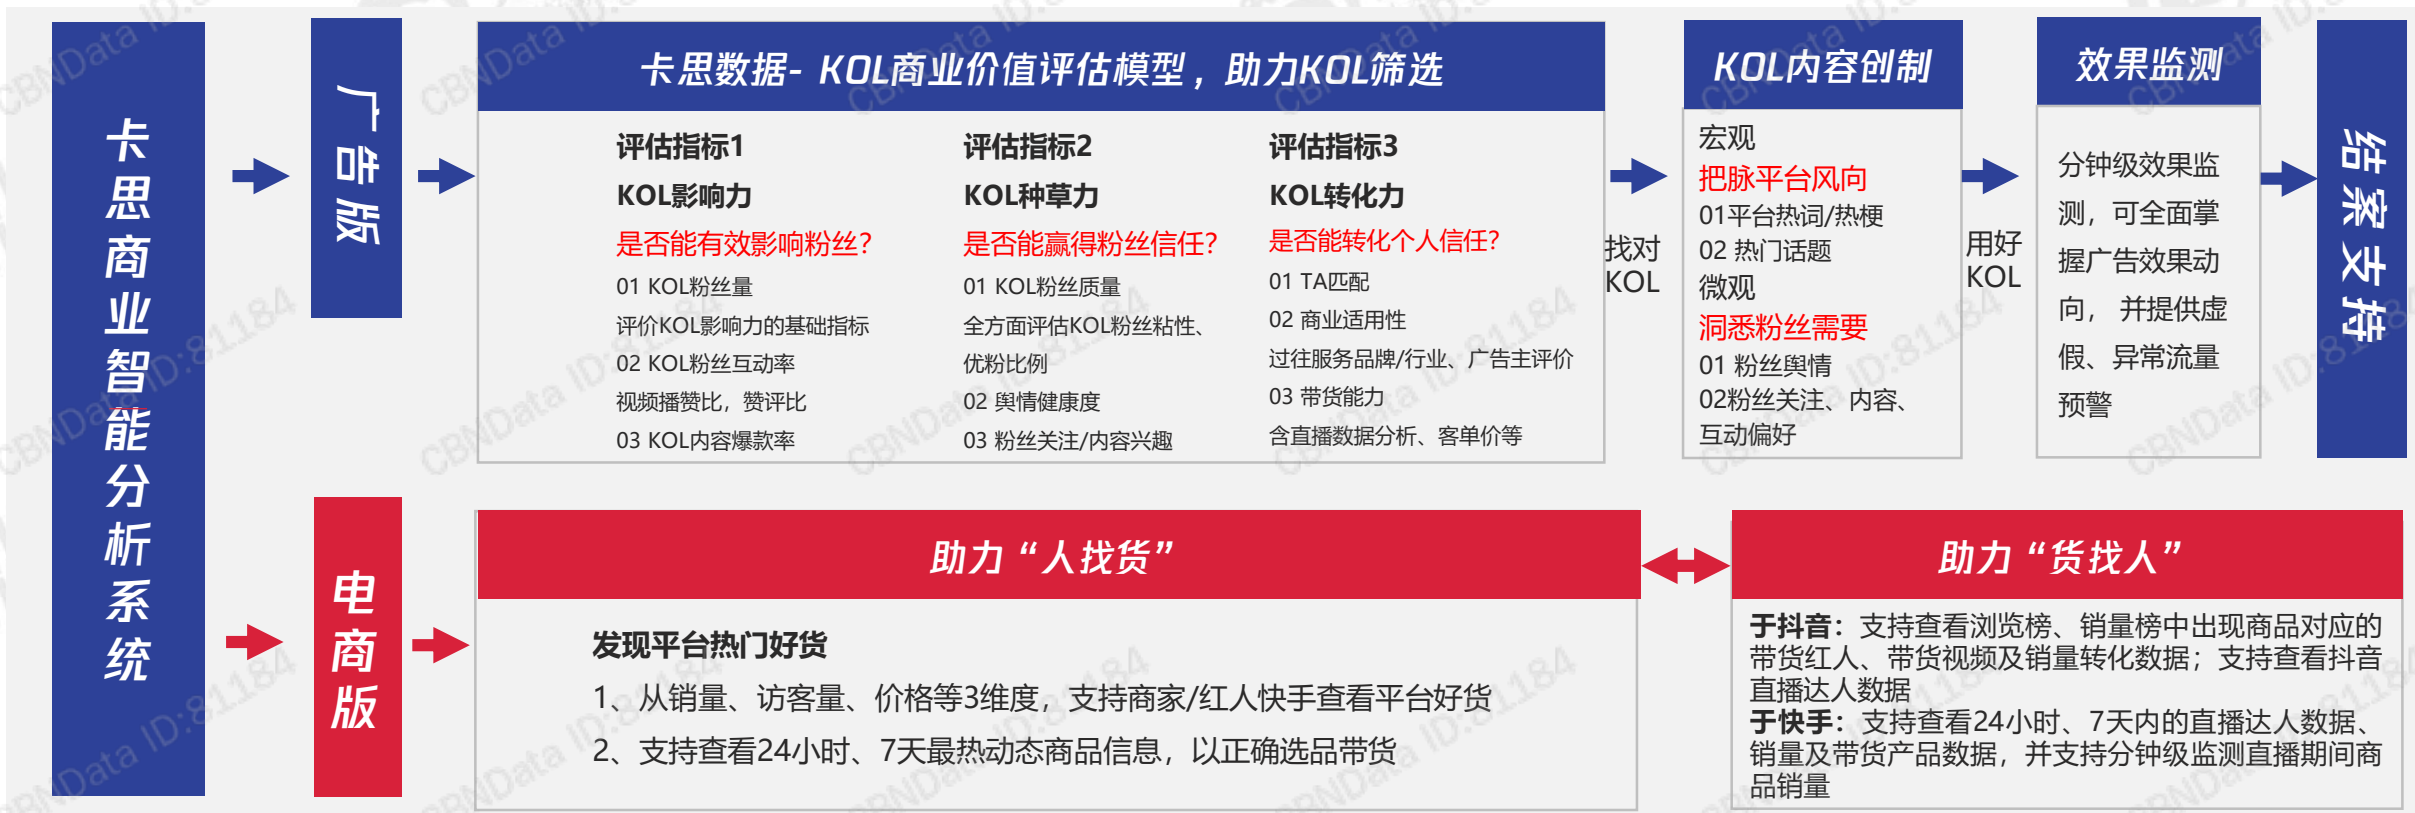 卡思商业智能分析系统
广告版
卡思数据- KOL商业价值评估模型，助力KOL筛选
评估指标1
KOL影响力
是否能有效影响粉丝?
01 KOL粉丝量
评价KOL影响力的基础指标
02 KOL粉丝互动率
视频播赞比，赞评比
03 KOL内容爆款率
评估指标2
KOL种草力
是否能赢得粉丝信任?
01 KOL粉丝质量
全方面评估KOL粉丝粘性、
优粉比例
02 舆情健康度
03 粉丝关注/内容兴趣
评估指标3
KOL转化力
是否能转化个人信任?
01 TA匹配
02 商业适用性
过往服务品牌/行业、广告主评价
03 带货能力
含直播数据分析、客单价等
找对
KOL
KOL内容创制
宏观
把脉平台风向
01平台热词/热梗
02 热门话题
微观
洞悉粉丝需要
01 粉丝舆情
02粉丝关注、内容、
互动偏好
用好
KOL
效果监测
分钟级效果监
测，可全面掌
握广告效果动
向， 并提供虚
假、异常流量
预警
结案支持
电商版
助力“人找货”
发现平台热门好货
1、从销量、访客量、价格等3维度，支持商家/红人快手查看平台好货
2、支持查看24小时、7天最热动态商品信息，以正确选品带货
助力“货找人”
于抖音：支持查看浏览榜、销量榜中出现商品对应的
带货红人、带货视频及销量转化数据；支持查看抖音
直播达人数据
于快手：支持查看24小时、7天内的直播达人数据、
销量及带货产品数据，并支持分钟级监测直播期间商
品销量
CBNData ID:81184